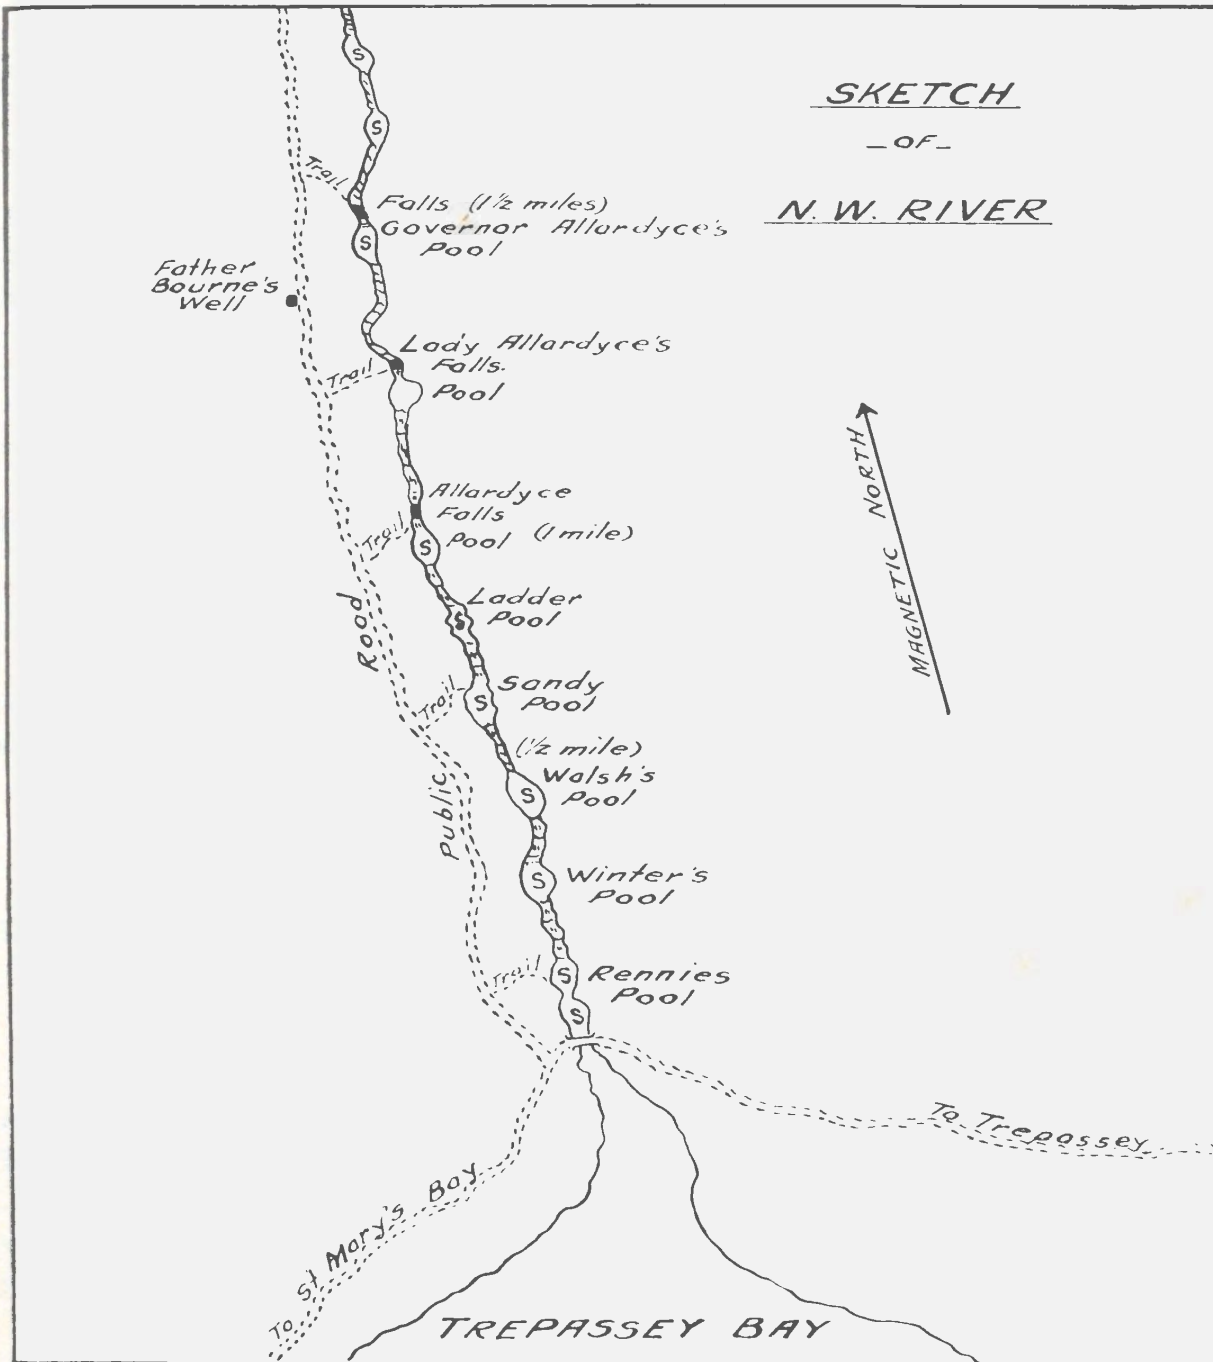 SKETCH
_ OF _
N. W. RIVER
S
S
Trail
Falls (1 1/2 miles)
Governor Allardyce's
Pool
S
Father
Bourne's
Well
Lady Allardyce's
Falls.
Pool
Trail
Allardyce
Falls
Pool (1 mile)
Trail
S
Ladder
Pool
S
Road
MAGNETIC NORTH
Sandy
Pool
Trail
S
(1/2 mile)
Walsh's
Pool
S
Public
Winter's
Pool
S
Trail
Rennies
Pool
S
S
To Trepassey
To St Mary's Bay
TREPASSEY BAY